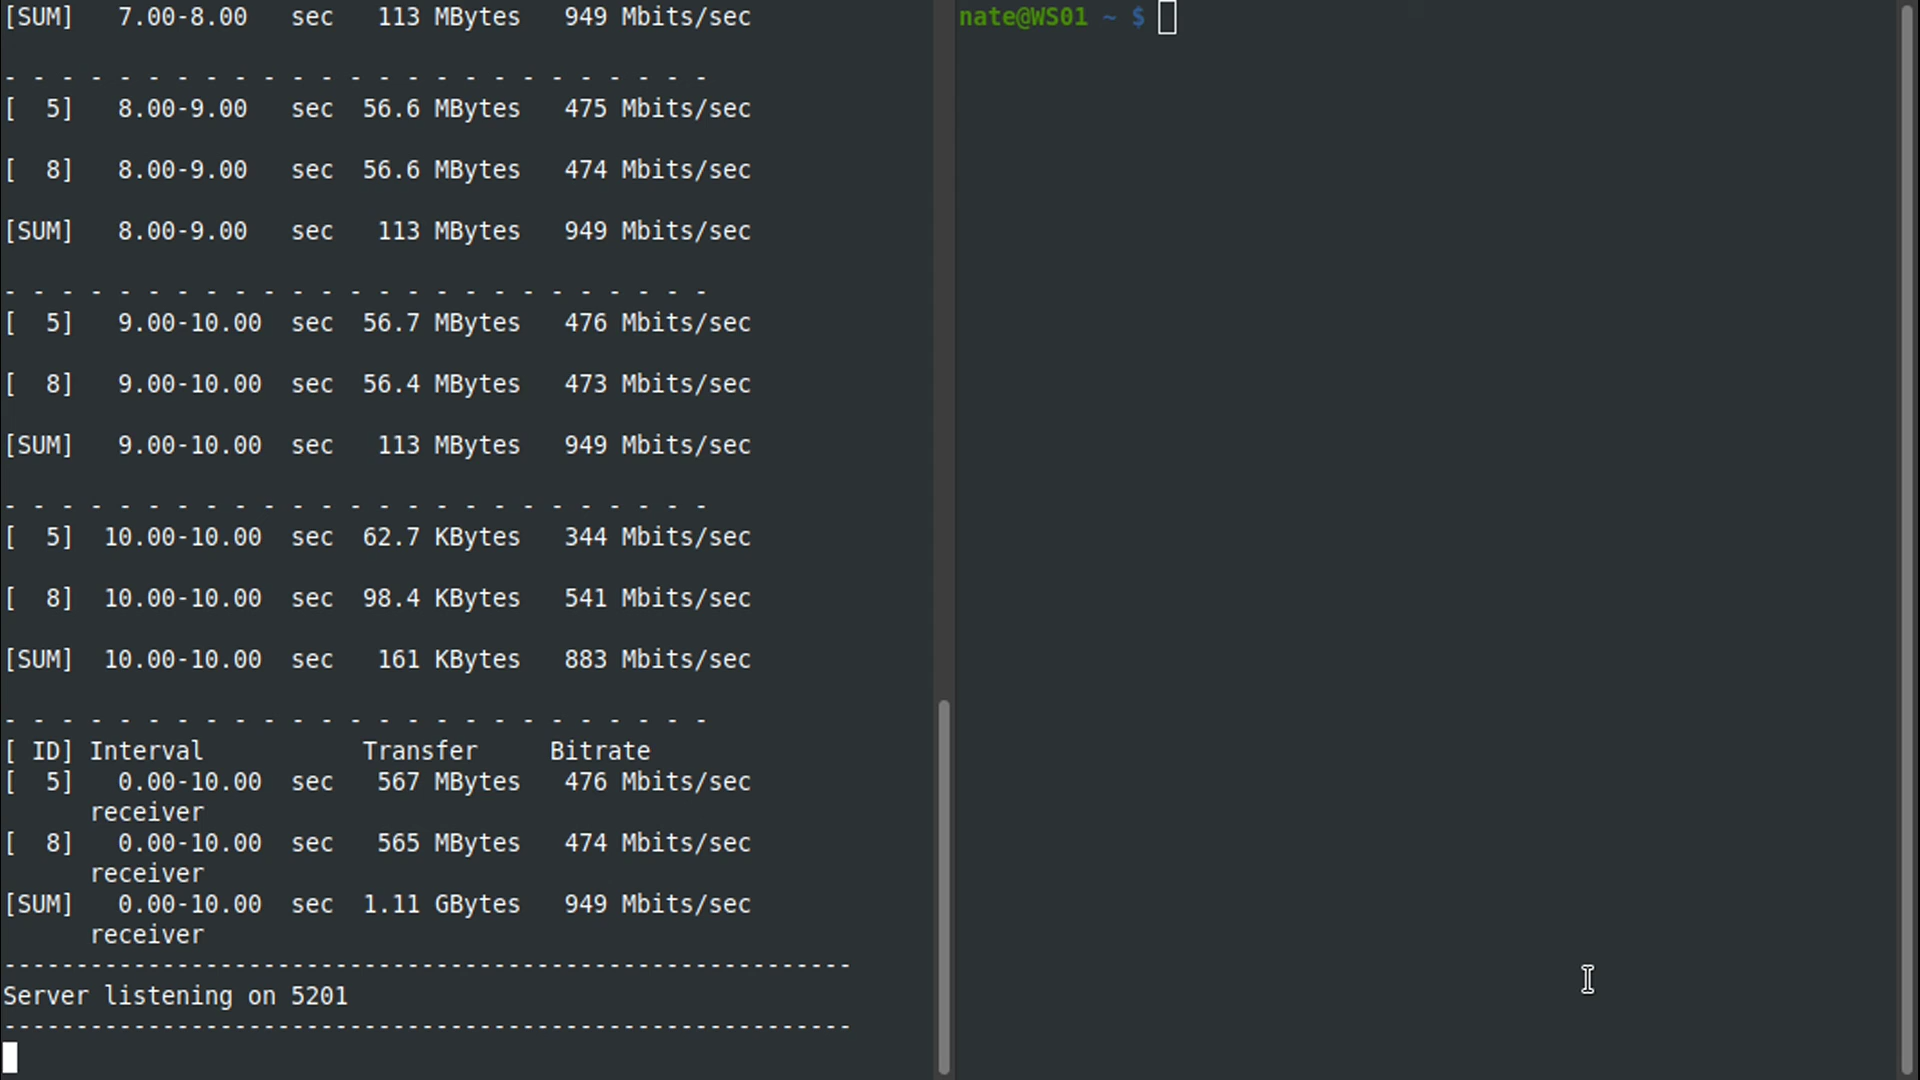 [SUM]   7.00-8.00   sec   113 MBytes   949 Mbits/sec
- - - - - - - - - - - - - - - - - - - - - - - - -
[  5]   8.00-9.00   sec  56.6 MBytes   475 Mbits/sec
[  8]   8.00-9.00   sec  56.6 MBytes   474 Mbits/sec
[SUM]   8.00-9.00   sec   113 MBytes   949 Mbits/sec
- - - - - - - - - - - - - - - - - - - - - - - - -
[  5]   9.00-10.00  sec  56.7 MBytes   476 Mbits/sec
[  8]   9.00-10.00  sec  56.4 MBytes   473 Mbits/sec
[SUM]   9.00-10.00  sec   113 MBytes   949 Mbits/sec
- - - - - - - - - - - - - - - - - - - - - - - - -
[  5]  10.00-10.00  sec  62.7 KBytes   344 Mbits/sec
[  8]  10.00-10.00  sec  98.4 KBytes   541 Mbits/sec
[SUM]  10.00-10.00  sec   161 KBytes   883 Mbits/sec
- - - - - - - - - - - - - - - - - - - - - - - - -
[ ID] Interval           Transfer     Bitrate
[  5]   0.00-10.00  sec   567 MBytes   476 Mbits/sec
      receiver
[  8]   0.00-10.00  sec   565 MBytes   474 Mbits/sec
      receiver
[SUM]   0.00-10.00  sec  1.11 GBytes   949 Mbits/sec
      receiver
-----------------------------------------------------------
Server listening on 5201
-----------------------------------------------------------
nate@WS01 ~ $